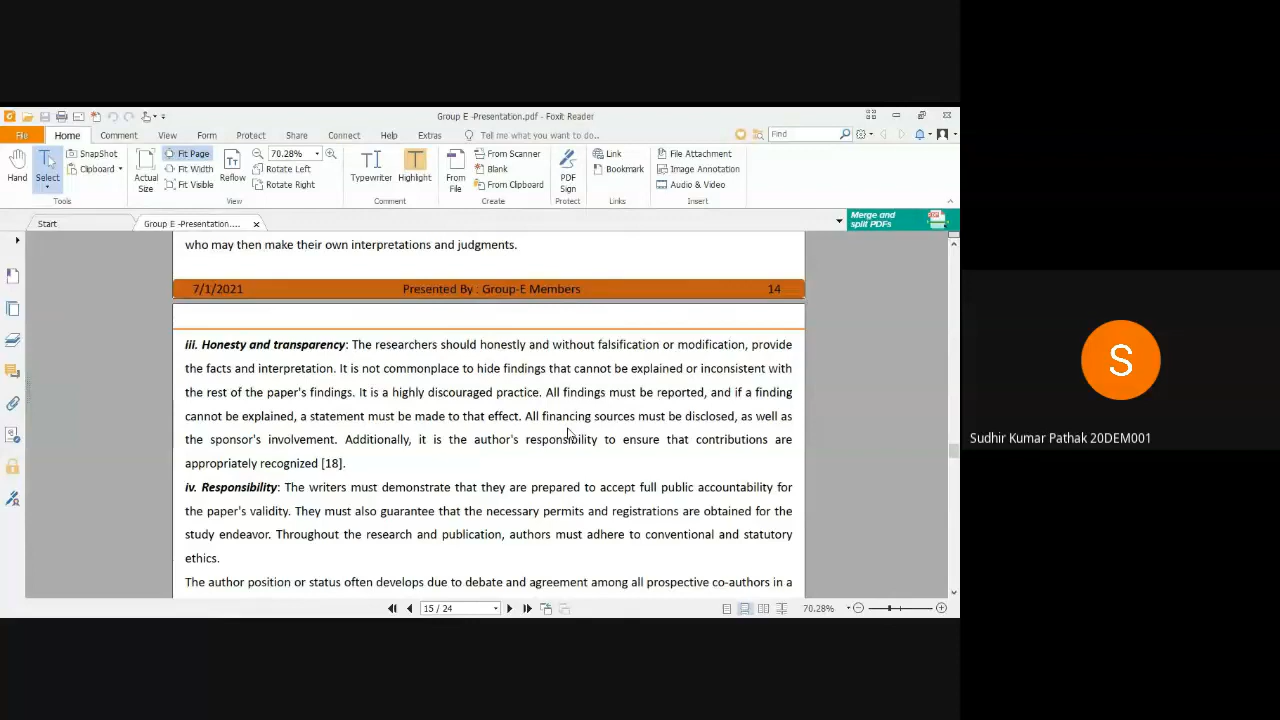 Group E -Presentation.pdf - Foxit Reader
File Home Comment View Form Protect Share Connect Help Extras Tell me what you want to do.. Find
Hand Select SnapShot Clipboard Actual Size Fit Page Fit Width Fit Visible Reflow 70.28% Rotate Left Rotate Right Typewriter Highlight From File From Scanner Blank From Clipboard PDF Sign Link Bookmark File Attachment Image Annotation Audio & Video
Tools View Comment Create Protect Links Insert
Start Group E -Presentation.... Merge and split PDFs
who may then make their own interpretations and judgments.
7/1/2021 Presented By : Group-E Members 14
iii. Honesty and transparency: The researchers should honestly and without falsification or modification, provide
the facts and interpretation. It is not commonplace to hide findings that cannot be explained or inconsistent with
the rest of the paper's findings. It is a highly discouraged practice. All findings must be reported, and if a finding
cannot be explained, a statement must be made to that effect. All financing sources must be disclosed, as well as
the sponsor's involvement. Additionally, it is the author's responsibility to ensure that contributions are
appropriately recognized [18].
iv. Responsibility: The writers must demonstrate that they are prepared to accept full public accountability for
the paper's validity. They must also guarantee that the necessary permits and registrations are obtained for the
study endeavor. Throughout the research and publication, authors must adhere to conventional and statutory
ethics.
The author position or status often develops due to debate and agreement among all prospective co-authors in a
15 / 24 70.28%
S
Sudhir Kumar Pathak 20DEM001